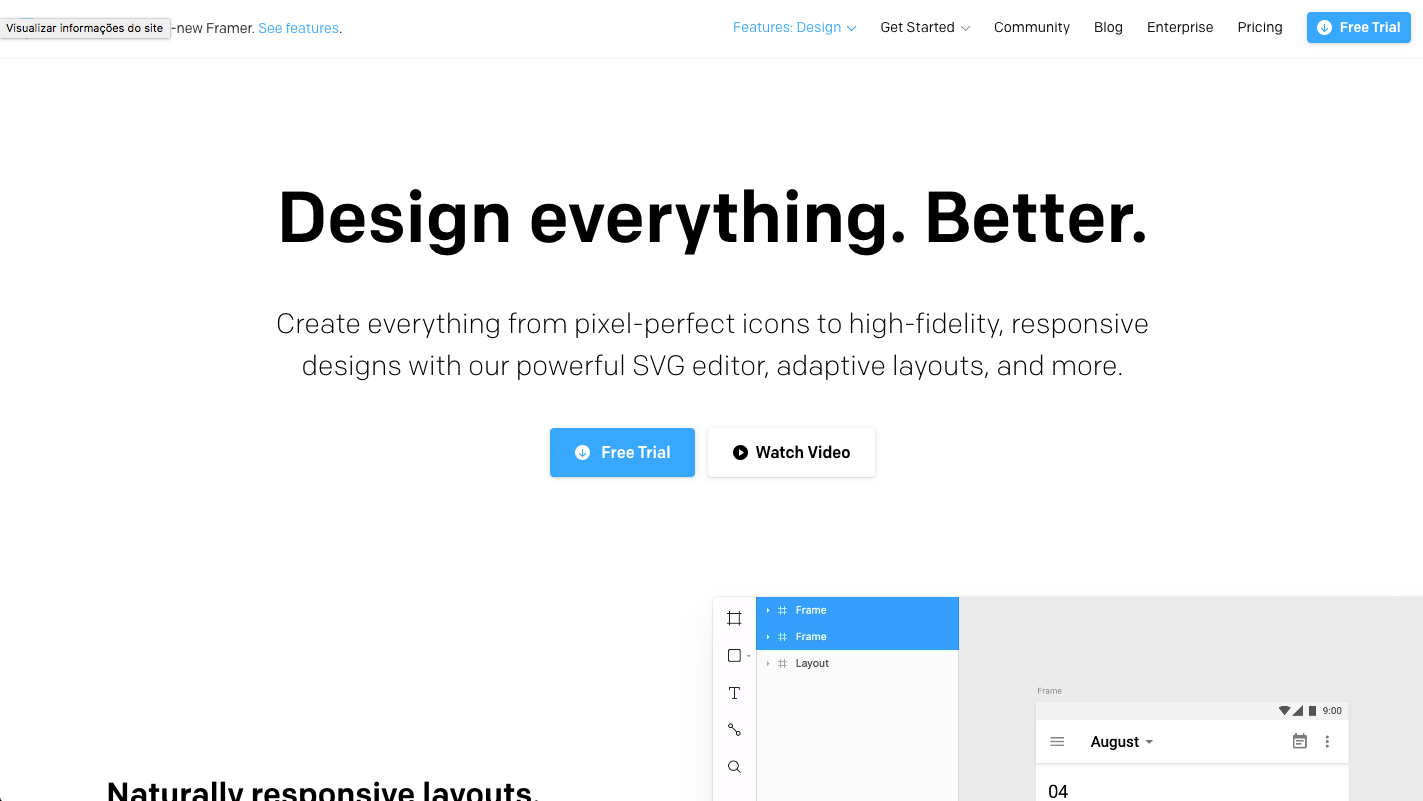 Visualizar informações do site
-new Framer. See features.
Features: Design
Get Started
Community
Blog
Enterprise
Pricing
Free Trial
Design everything. Better.
Create everything from pixel-perfect icons to high-fidelity, responsive
designs with our powerful SVG editor, adaptive layouts, and more.
Free Trial
Watch Video
Frame
Frame
Layout
Frame
9:00
August
04
Naturally responsive layouts.